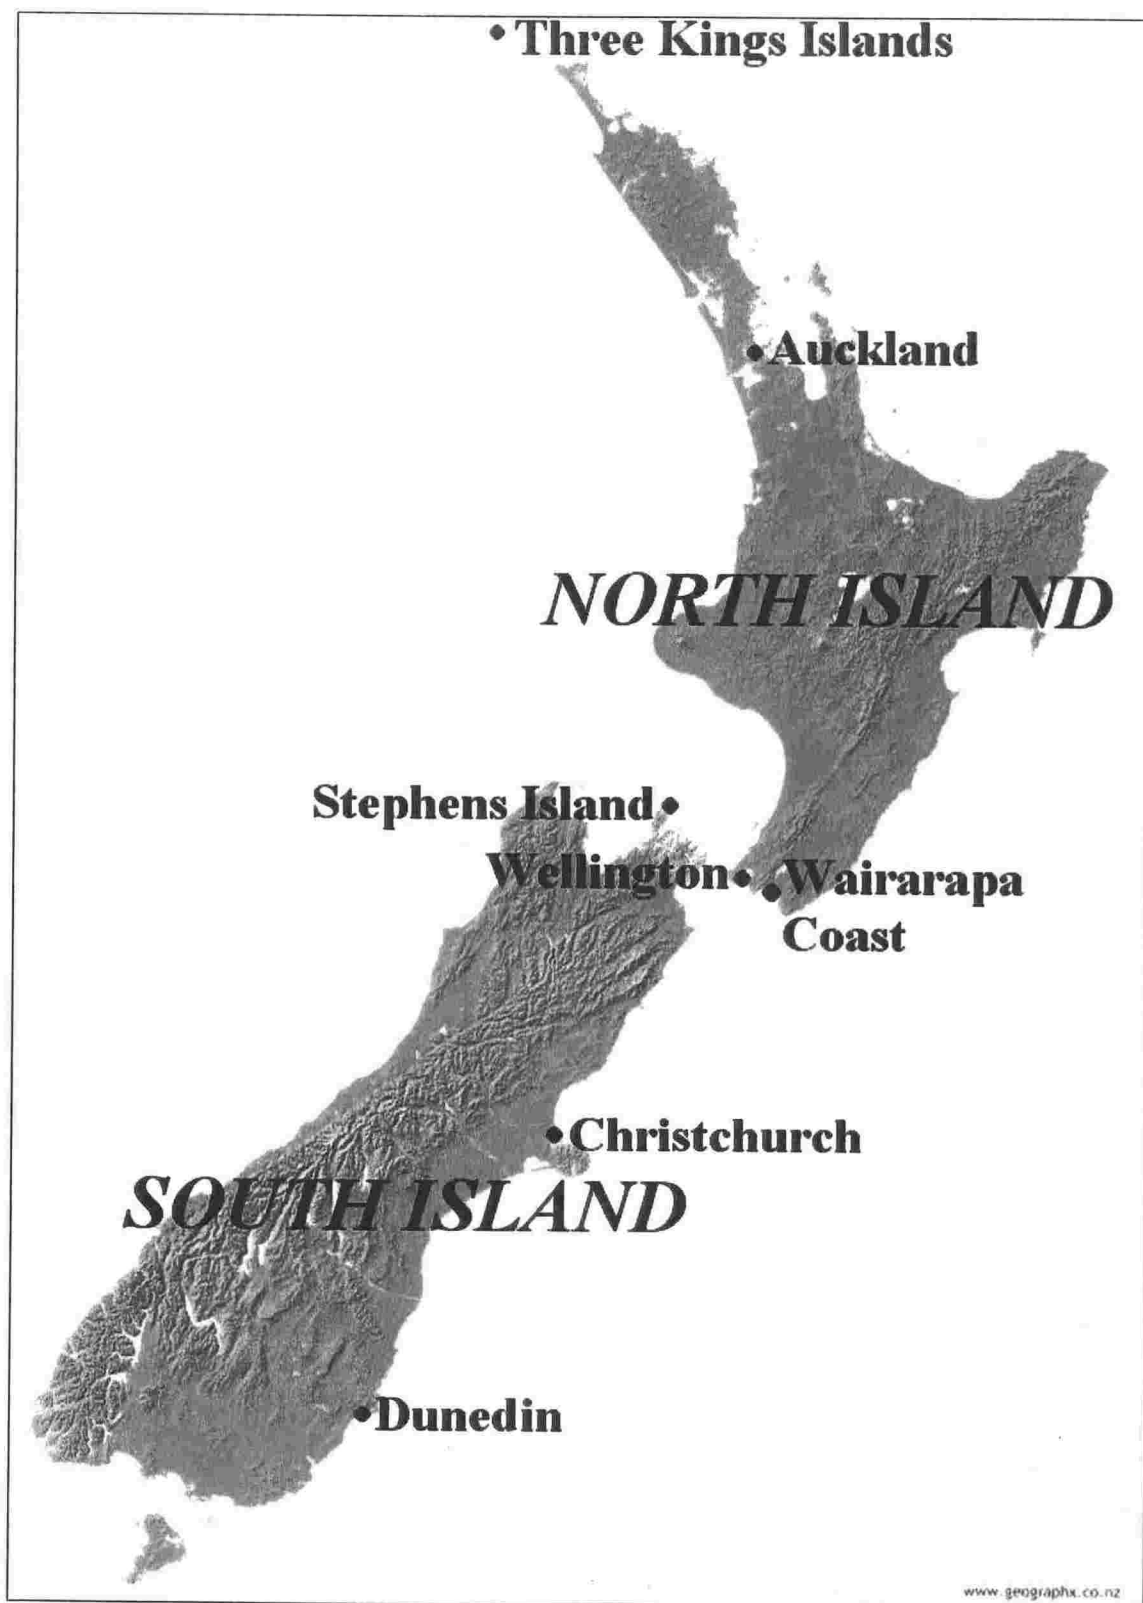 Three Kings Islands
Auckland
NORTH ISLAND
Stephens Island
Wellington
Wairarapa
Coast
Christchurch
SOUTH ISLAND
Dunedin
www.geographx.co.nz